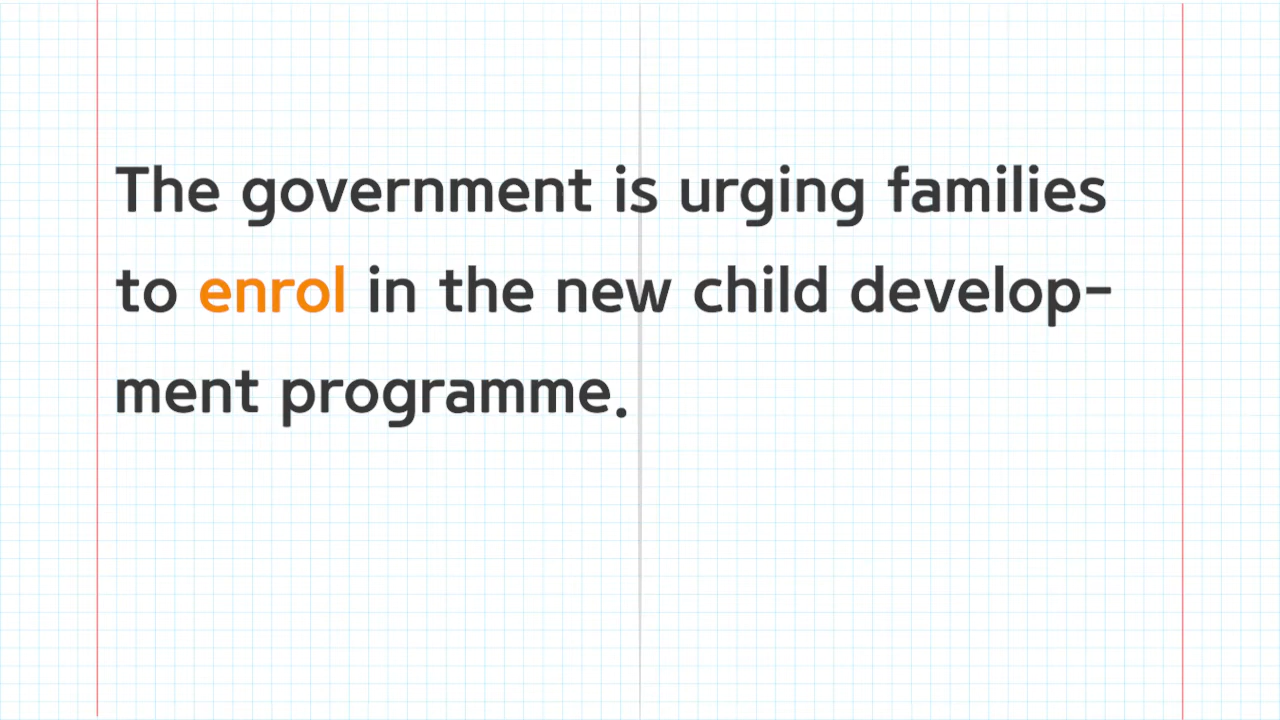 The government is urging families
to enrol in the new child develop-
ment programme.